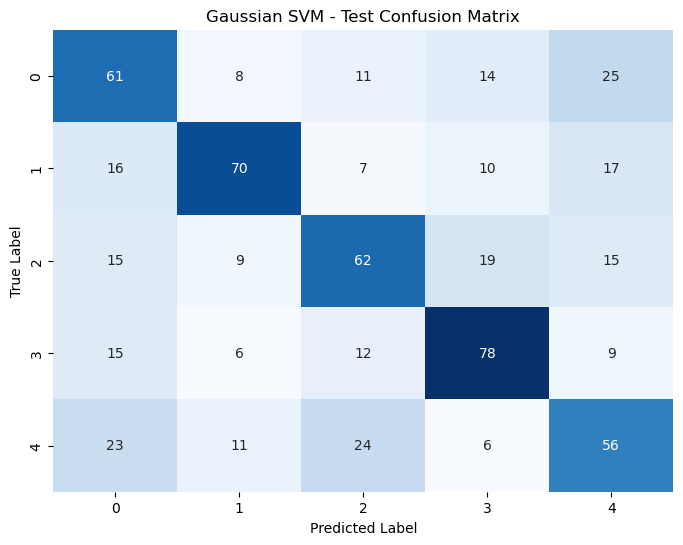 Gaussian SVM - Test Confusion Matrix
True Label
0 61 8 11 14 25
1 16 70 7 10 17
2 15 9 62 19 15
3 15 6 12 78 9
4 23 11 24 6 56
0 1 2 3 4
Predicted Label